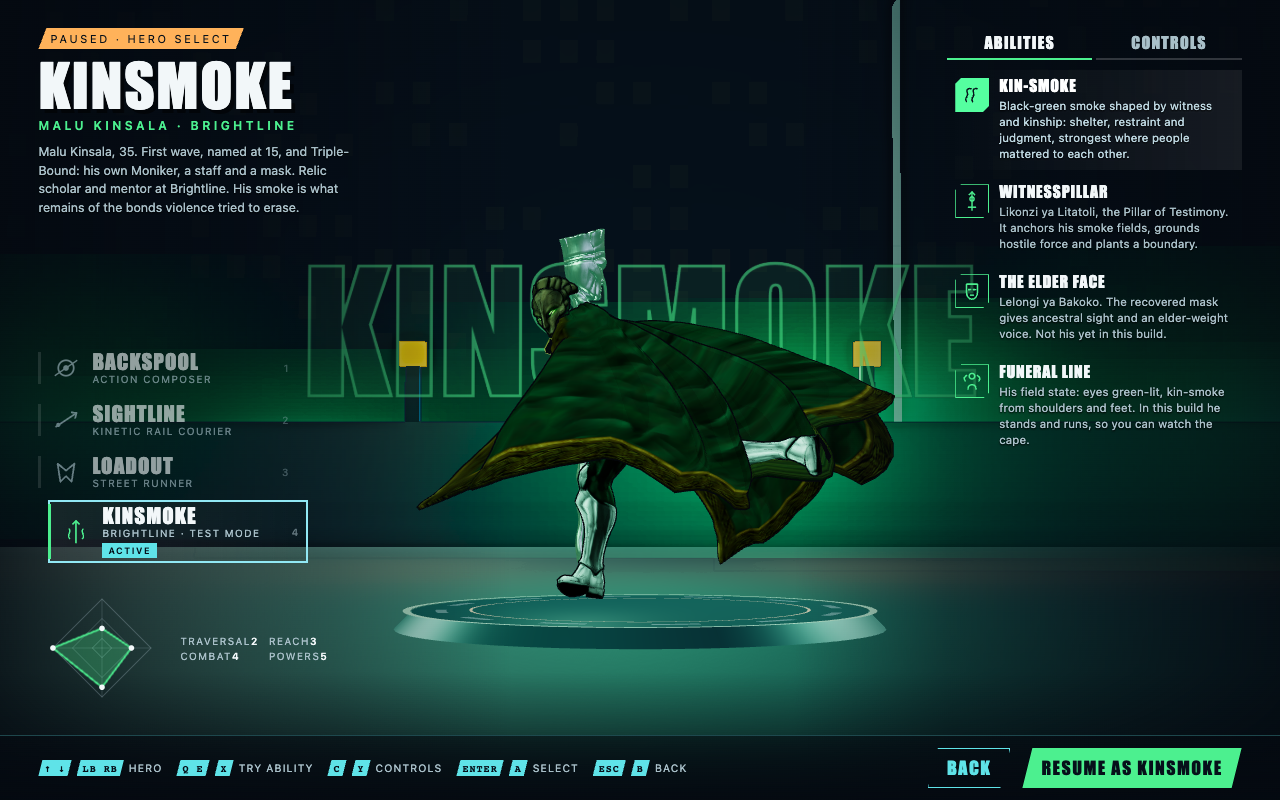 PAUSED · HERO SELECT
KINSMOKE
MALU KINSALA · BRIGHTLINE
Malu Kinsala, 35. First wave, named at 15, and Triple-
Bound: his own Moniker, a staff and a mask. Relic
scholar and mentor at Brightline. His smoke is what
remains of the bonds violence tried to erase.
KINSMOKE
BACKSPOOL 1
ACTION COMPOSER
SIGHTLINE 2
KINETIC RAIL COURIER
LOADOUT 3
STREET RUNNER
KINSMOKE
BRIGHTLINE · TEST MODE 4
ACTIVE
TRAVERSAL2 REACH3
COMBAT4 POWERS5
ABILITIES CONTROLS
KIN-SMOKE
Black-green smoke shaped by witness
and kinship: shelter, restraint and
judgment, strongest where people
mattered to each other.
WITNESSPILLAR
Likonzi ya Litatoli, the Pillar of Testimony.
It anchors his smoke fields, grounds
hostile force and plants a boundary.
THE ELDER FACE
Lelongi ya Bakoko. The recovered mask
gives ancestral sight and an elder-weight
voice. Not his yet in this build.
FUNERAL LINE
His field state: eyes green-lit, kin-smoke
from shoulders and feet. In this build he
stands and runs, so you can watch the
cape.
↑ ↓ LB RB HERO Q E X TRY ABILITY C Y CONTROLS ENTER A SELECT ESC B BACK
BACK RESUME AS KINSMOKE